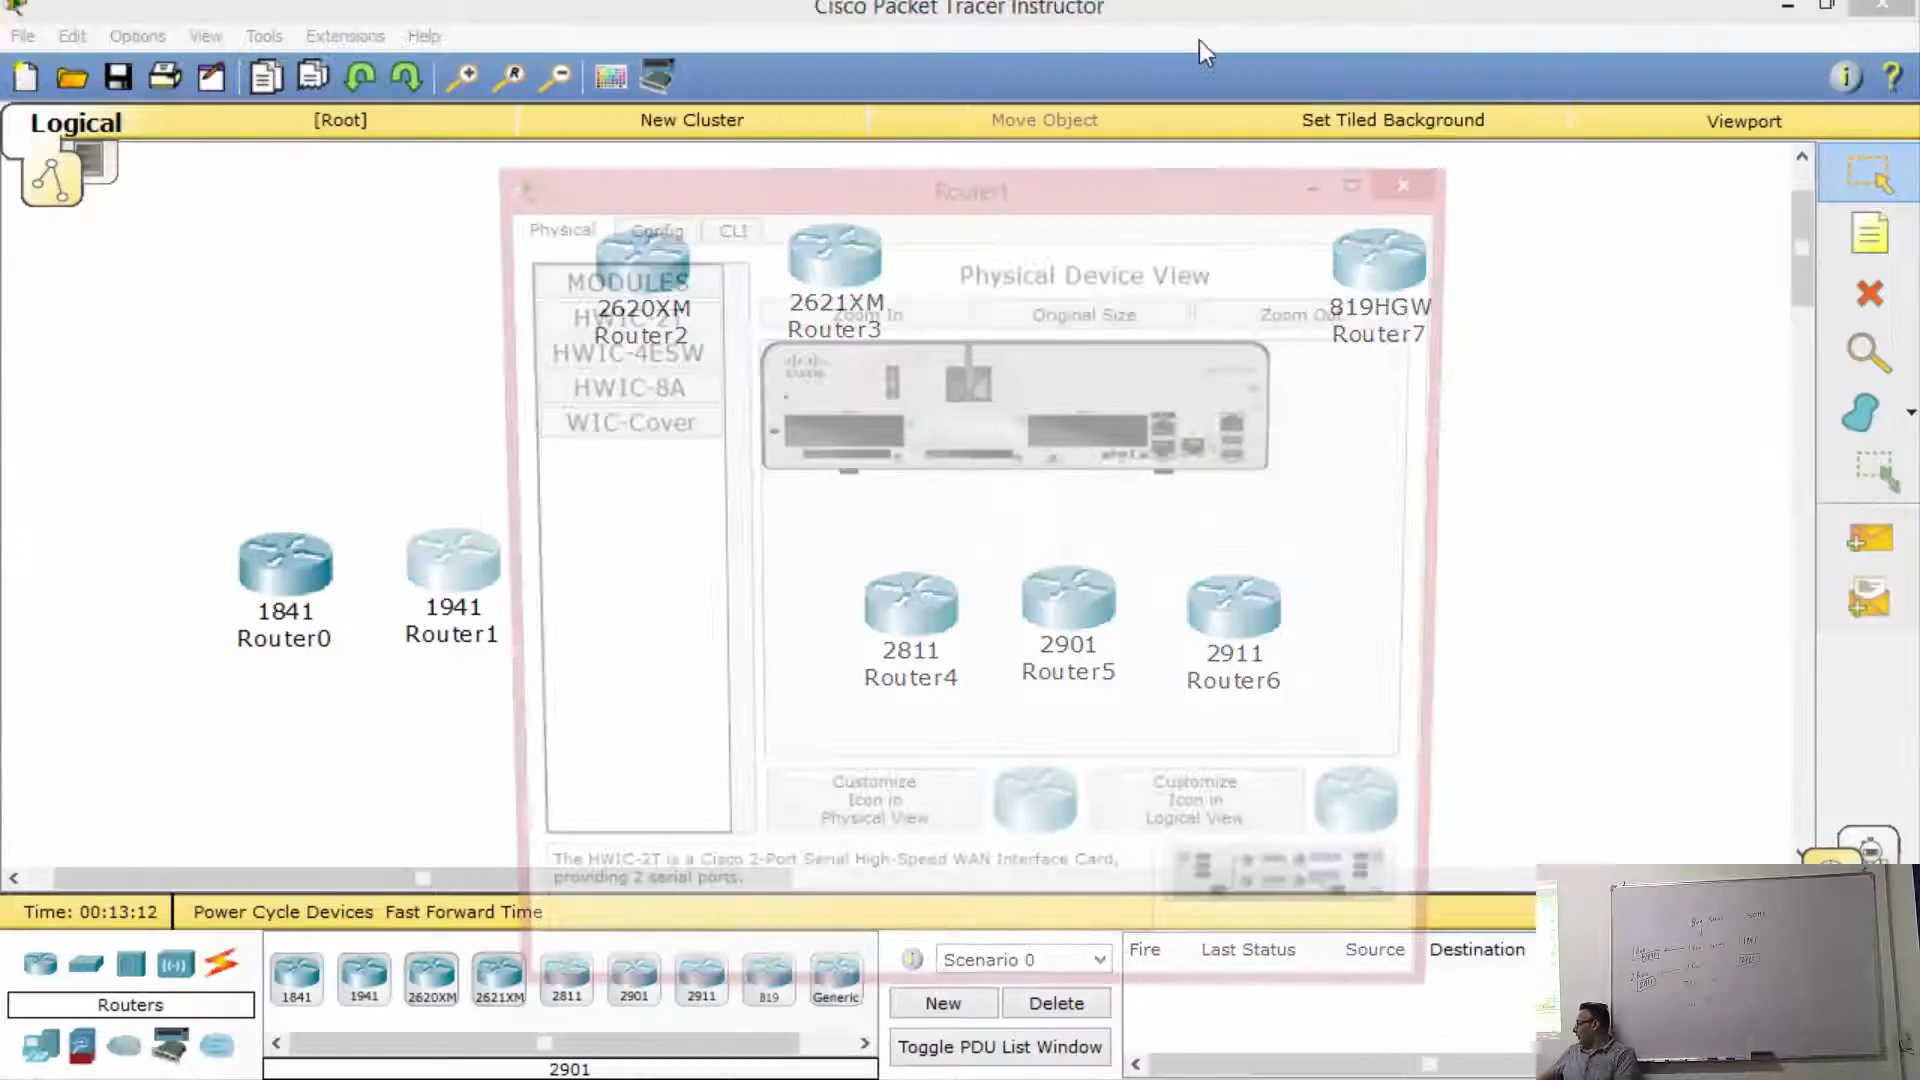 Cisco Packet Tracer Instructor
File Edit Options View Tools Extensions Help
Logical [Root] New Cluster Move Object Set Tiled Background Viewport
Router1
Physical Config CLI
MODULES
HWIC-2T
HWIC-4ESW
HWIC-8A
WIC-Cover
Physical Device View
Zoom In Original Size Zoom Out
2620XM
Router2
2621XM
Router3
819HGW
Router7
1841
Router0
1941
Router1
2811
Router4
2901
Router5
2911
Router6
Customize
Icon in
Physical View
Customize
Icon in
Logical View
The HWIC-2T is a Cisco 2-Port Serial High-Speed WAN Interface Card,
providing 2 serial ports.
Time: 00:13:12 Power Cycle Devices Fast Forward Time
Routers
1841 1941 2620XM 2621XM 2811 2901 2911 819 Generic
2901
Scenario 0
New Delete
Toggle PDU List Window
Fire Last Status Source Destination